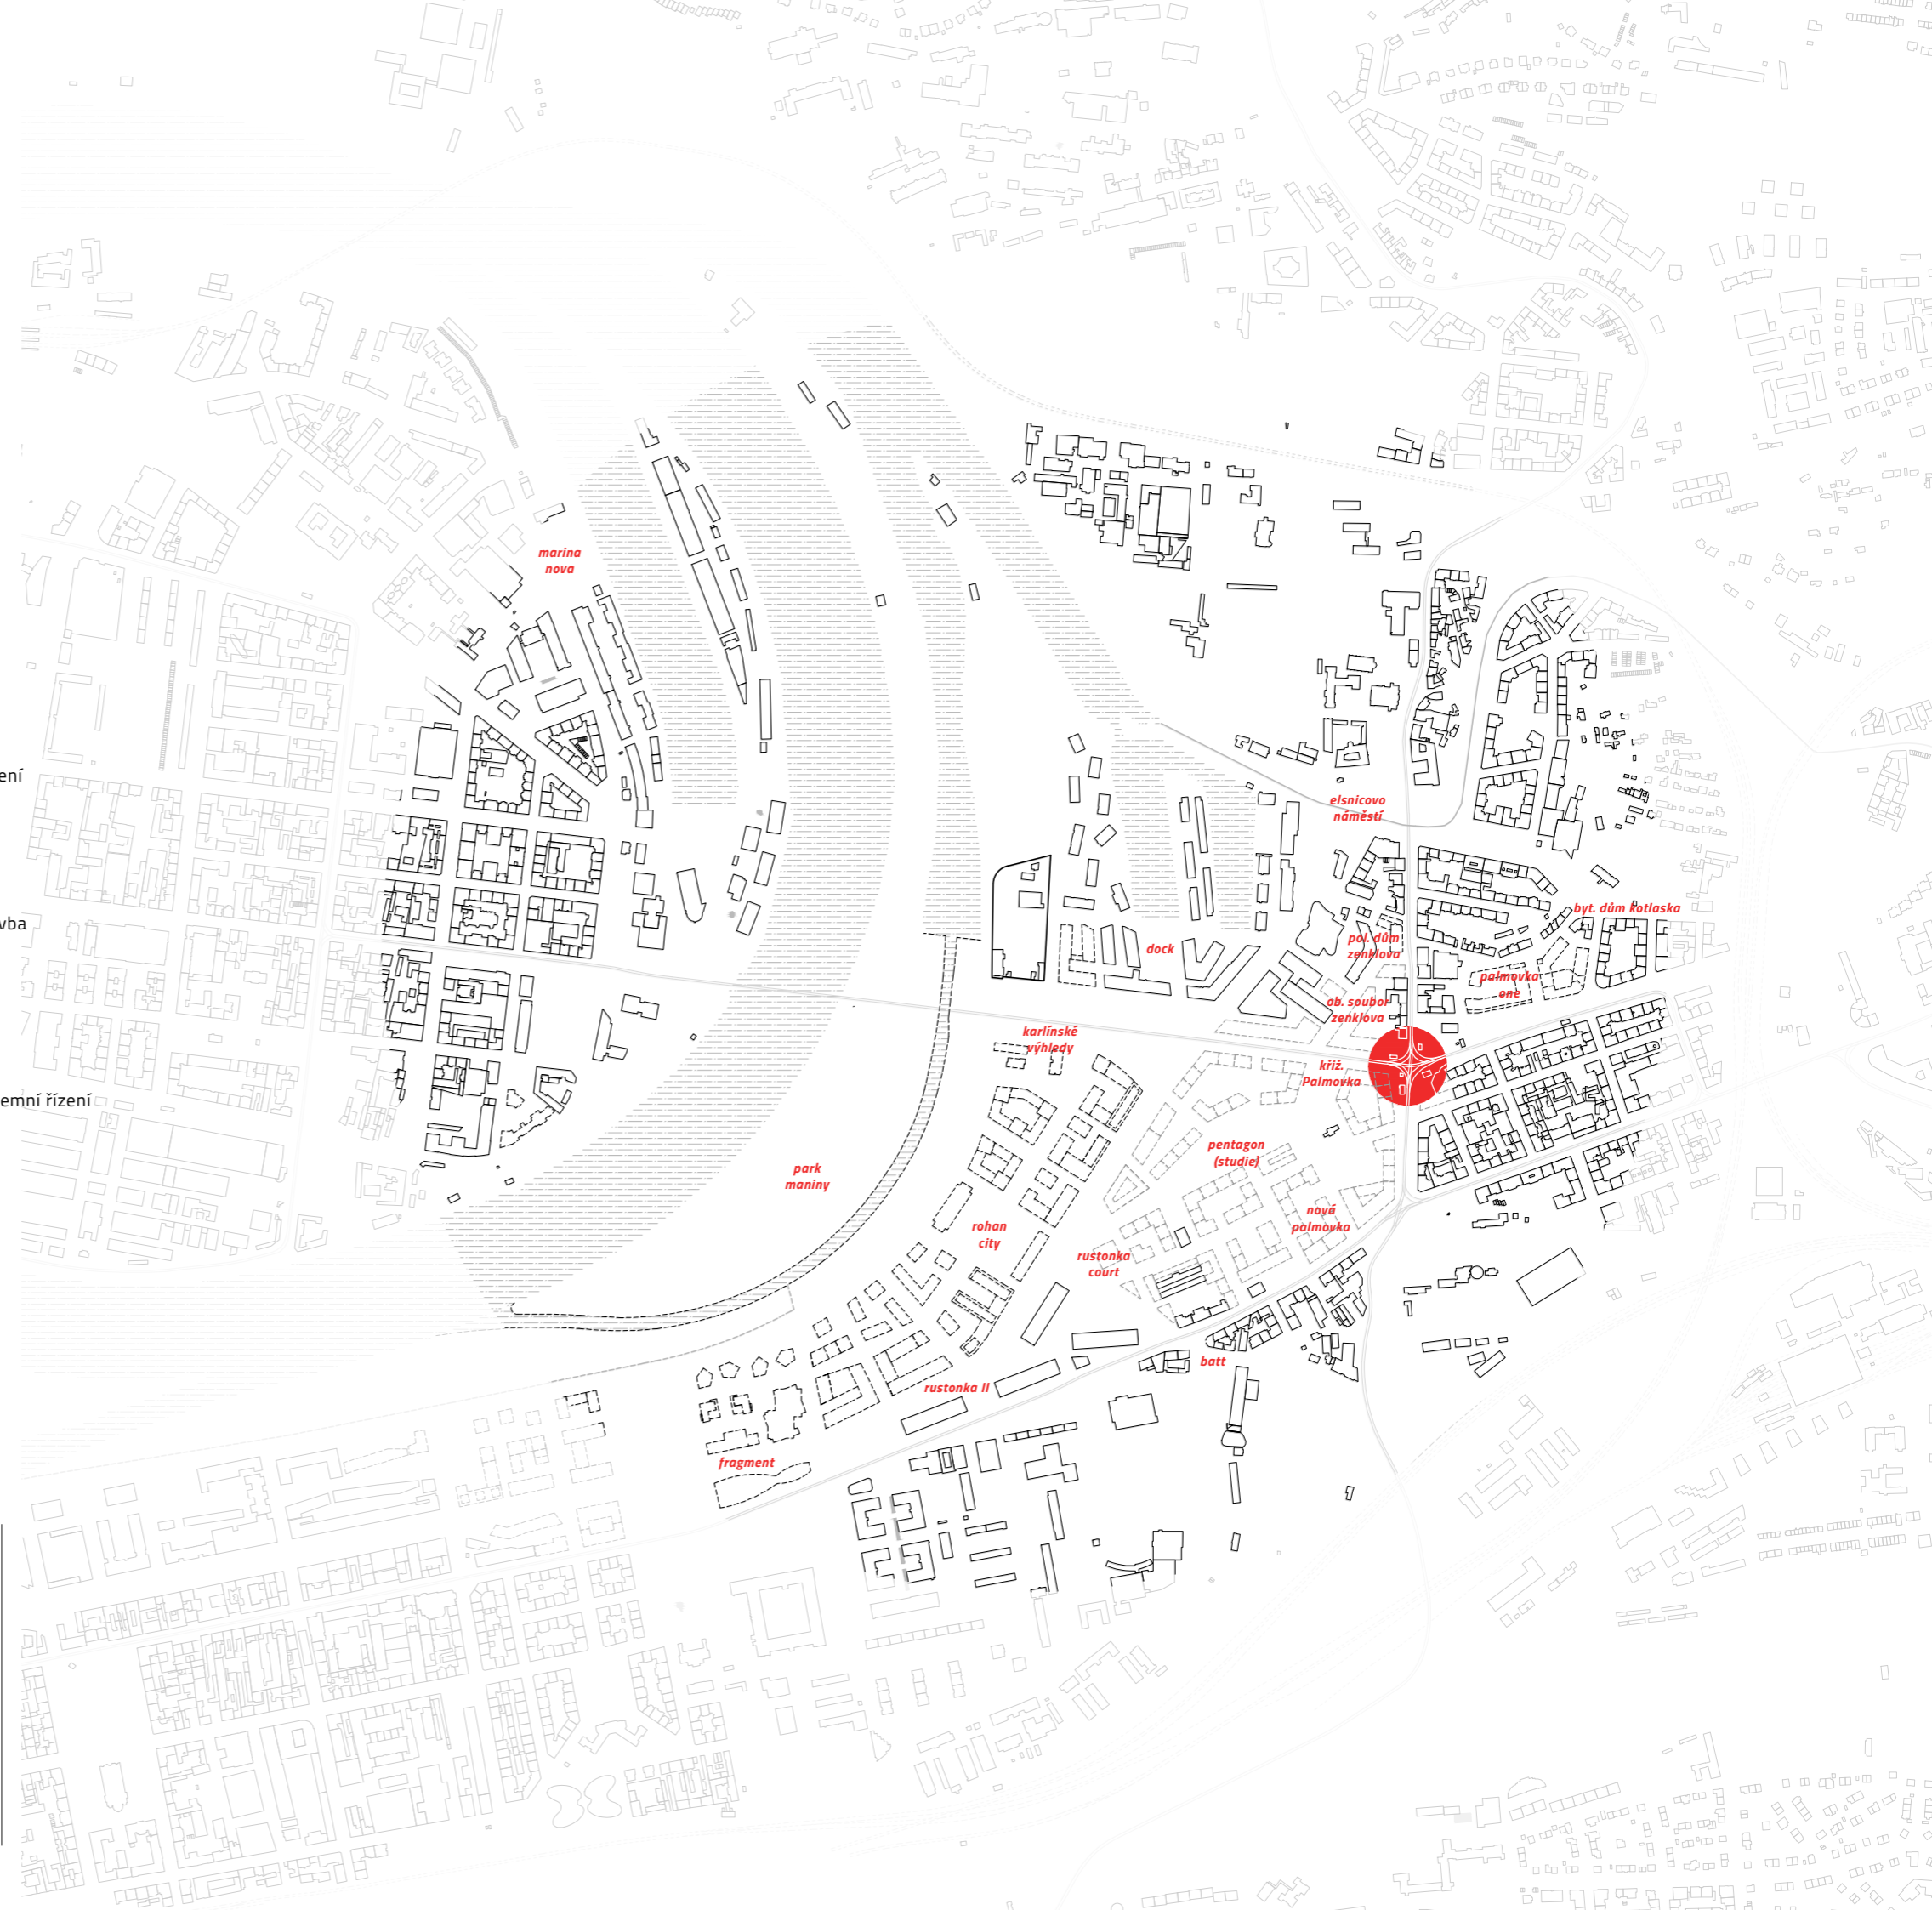 marina
nova
ení
elsnicovo
náměstí
byt. dům kotlaska
vba
pol. dům
zenklova
dock
palmovka
one
ob. soubor
zenklova
karlínské
výhledy
křiž.
Palmovka
emní řízení
pentagon
(studie)
park
maniny
nová
palmovka
rohan
city
rustonka
court
batt
rustonka II
fragment